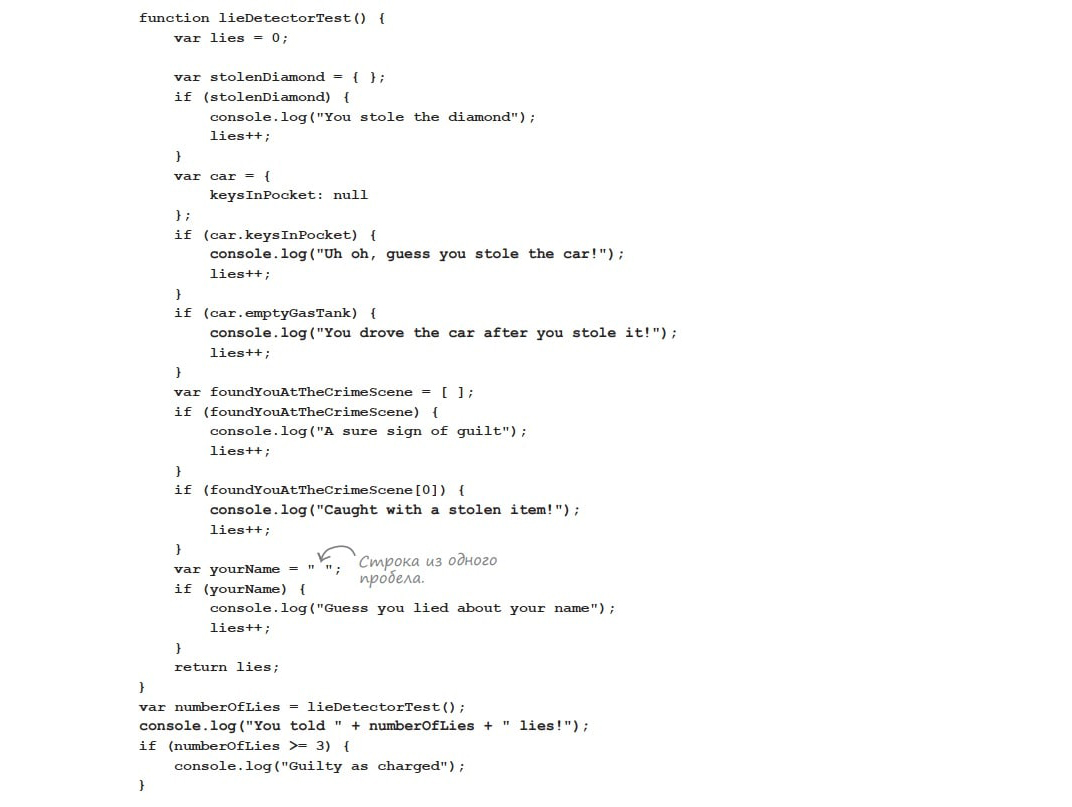 function lieDetectorTest() {
    var lies = 0;

    var stolenDiamond = { };
    if (stolenDiamond) {
        console.log("You stole the diamond");
        lies++;
    }
    var car = {
        keysInPocket: null
    };
    if (car.keysInPocket) {
        console.log("Uh oh, guess you stole the car!");
        lies++;
    }
    if (car.emptyGasTank) {
        console.log("You drove the car after you stole it!");
        lies++;
    }
    var foundYouAtTheCrimeScene = [ ];
    if (foundYouAtTheCrimeScene) {
        console.log("A sure sign of guilt");
        lies++;
    }
    if (foundYouAtTheCrimeScene[0]) {
        console.log("Caught with a stolen item!");
        lies++;
    }
    var yourName = " ";
Строка из одного
пробела.
    if (yourName) {
        console.log("Guess you lied about your name");
        lies++;
    }
    return lies;
}
var numberOfLies = lieDetectorTest();
console.log("You told " + numberOfLies + " lies!");
if (numberOfLies >= 3) {
    console.log("Guilty as charged");
}